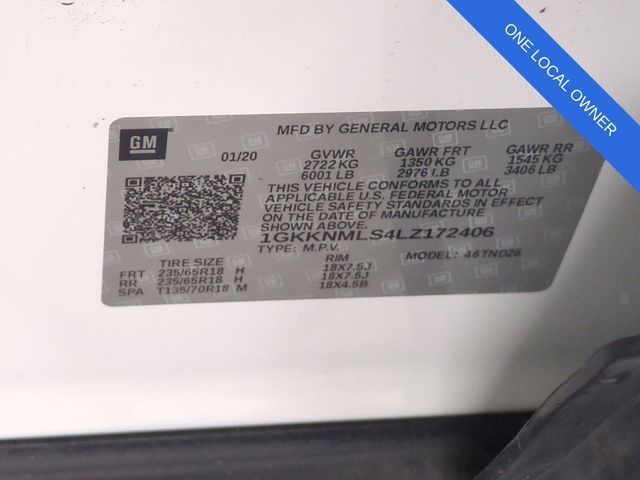 ONE LOCAL OWNER
GM
MFD BY GENERAL MOTORS LLC
01/20 GVWR GAWR FRT GAWR RR
2722 KG 1350 KG 1545 KG
6001 LB 2976 LB 3406 LB
THIS VEHICLE CONFORMS TO ALL
APPLICABLE U.S. FEDERAL MOTOR
VEHICLE SAFETY STANDARDS IN EFFECT
ON THE DATE OF MANUFACTURE
SHOWN ABOVE.
1GKKNMLS4LZ172406
TYPE: M.P.V. MODEL: 46TND26
TIRE SIZE RIM
FRT 235/65R18 H 18X7.5J
RR 235/65R18 H 18X7.5J
SPA T135/70R18 M 18X4.5B